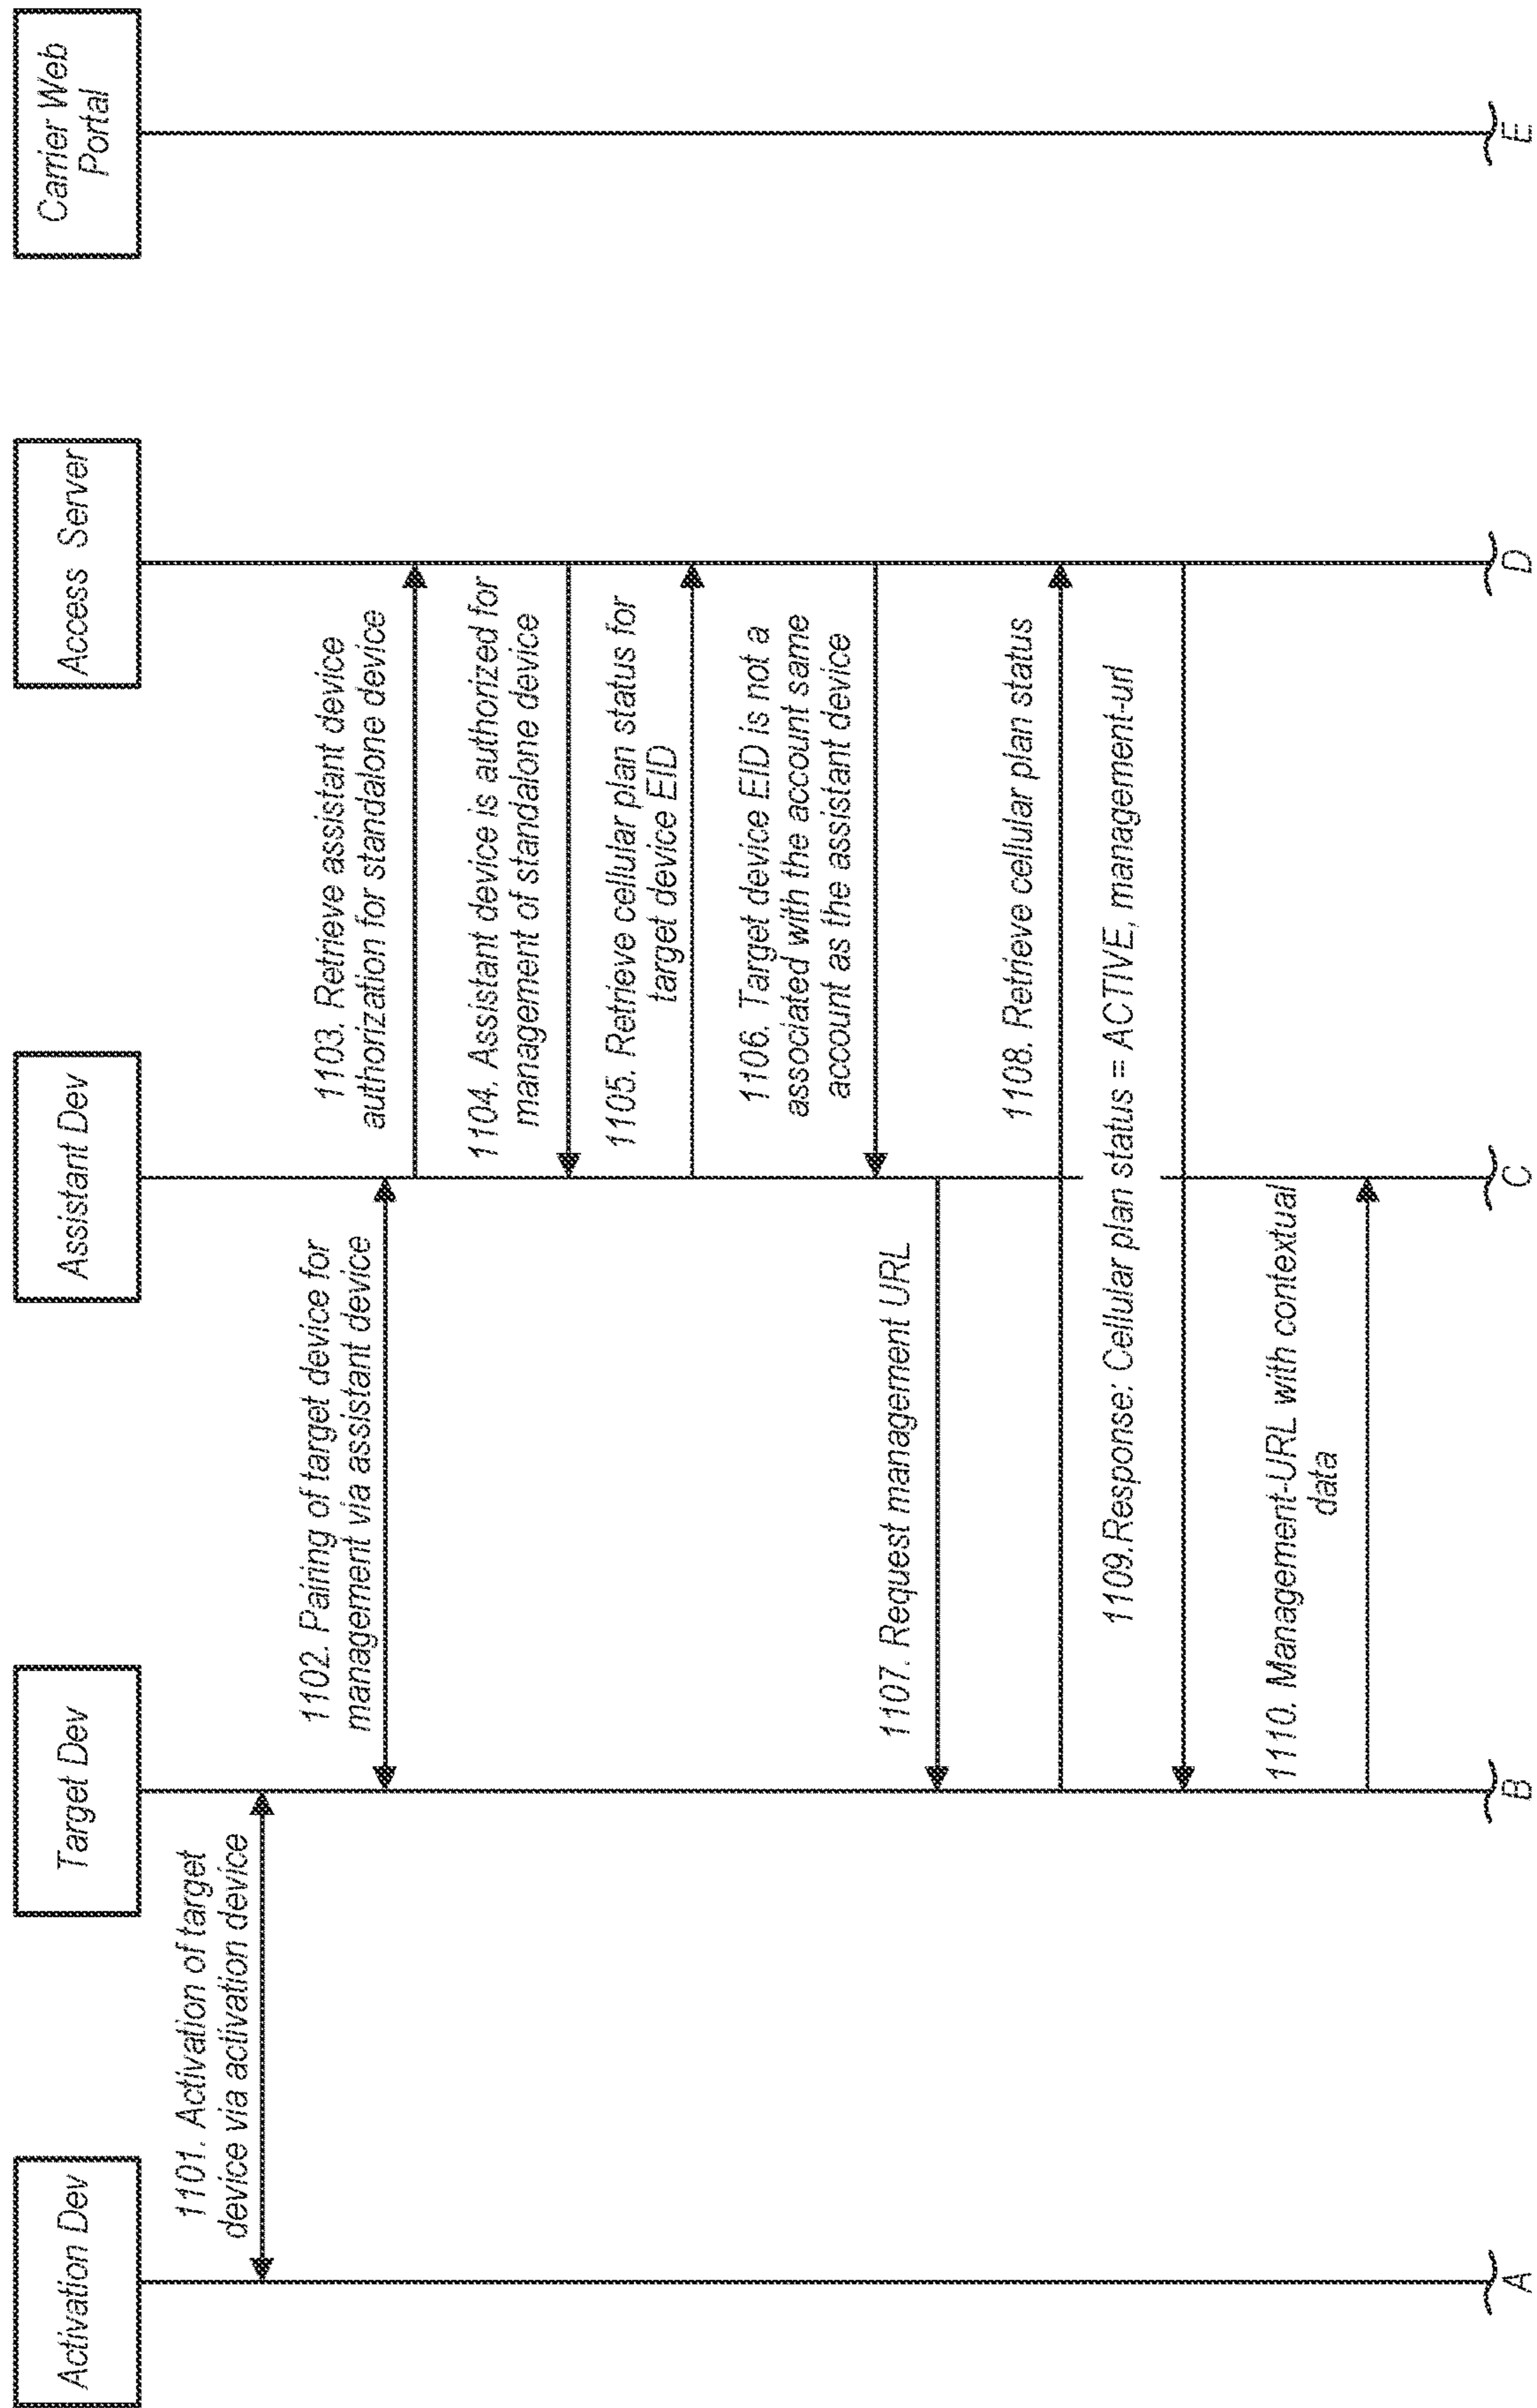 Activation Dev
Target Dev
Assistant Dev
Access Server
Carrier Web
Portal
1101. Activation of target
device via activation device
1102. Pairing of target device for
management via assistant device
1103. Retrieve assistant device
authorization for standalone device
1104. Assistant device is authorized for
management of standalone device
1105. Retrieve cellular plan status for
target device EID
1106. Target device EID is not a
associated with the account same
account as the assistant device
1107. Request management URL
1108. Retrieve cellular plan status
1109.Response: Cellular plan status = ACTIVE, management-url
1110. Management-URL with contextual
data
A
B
C
D
E